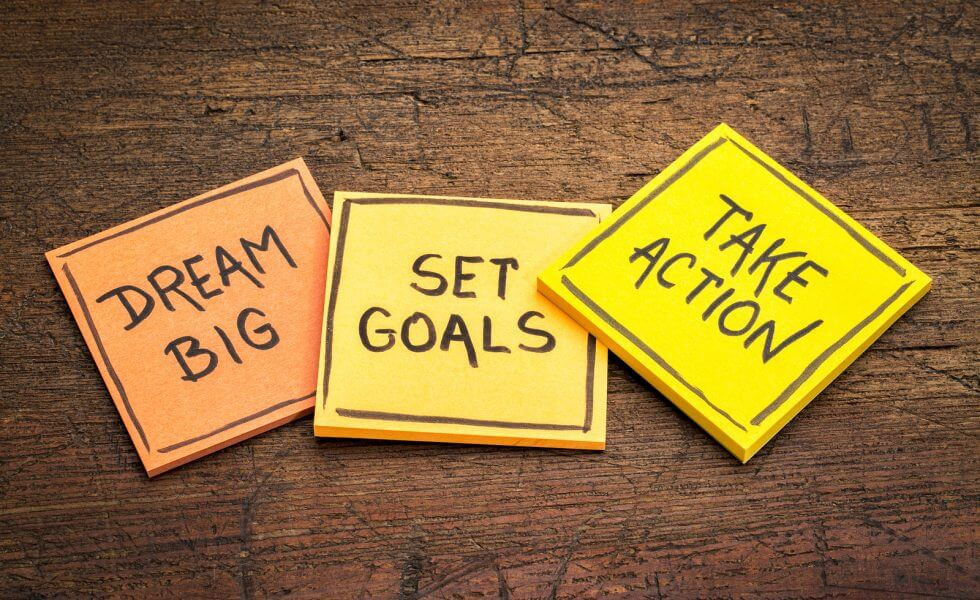 DREAM
BIG
SET
GOALS
TAKE
ACTION